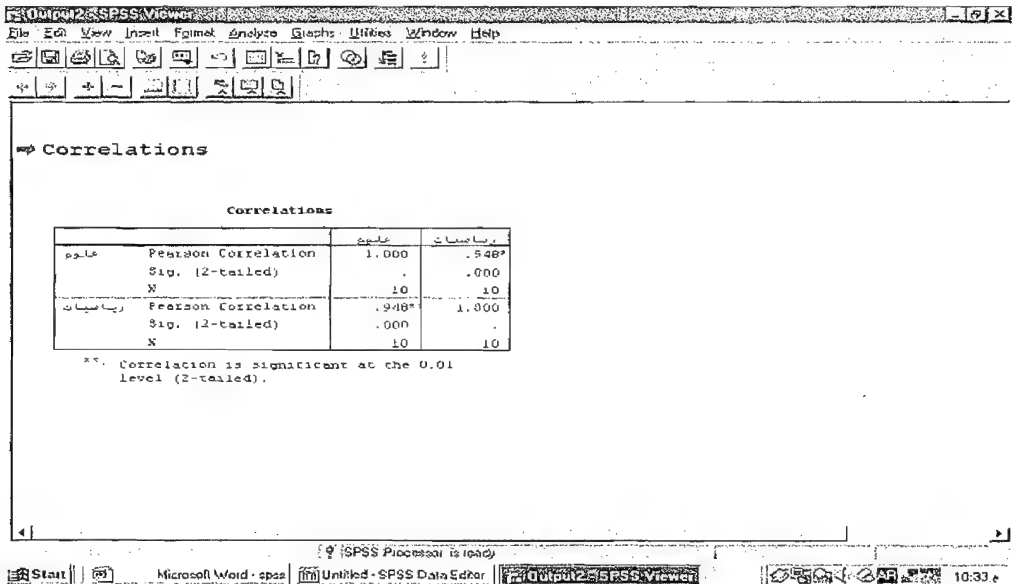 Output2 - SPSS Viewer
File Edit View Insert Format Analyze Graphs Utilities Window Help
Correlations
Correlations
علوم رياضيات
علوم Pearson Correlation 1.000 .948*
Sig. (2-tailed) . .000
N 10 10
رياضيات Pearson Correlation .948* 1.000
Sig. (2-tailed) .000 .
N 10 10
**. Correlation is significant at the 0.01
level (2-tailed).
SPSS Processor is ready
Start Microsoft Word - spss Untitled - SPSS Data Editor Output2 - SPSS Viewer AR 10:33 م